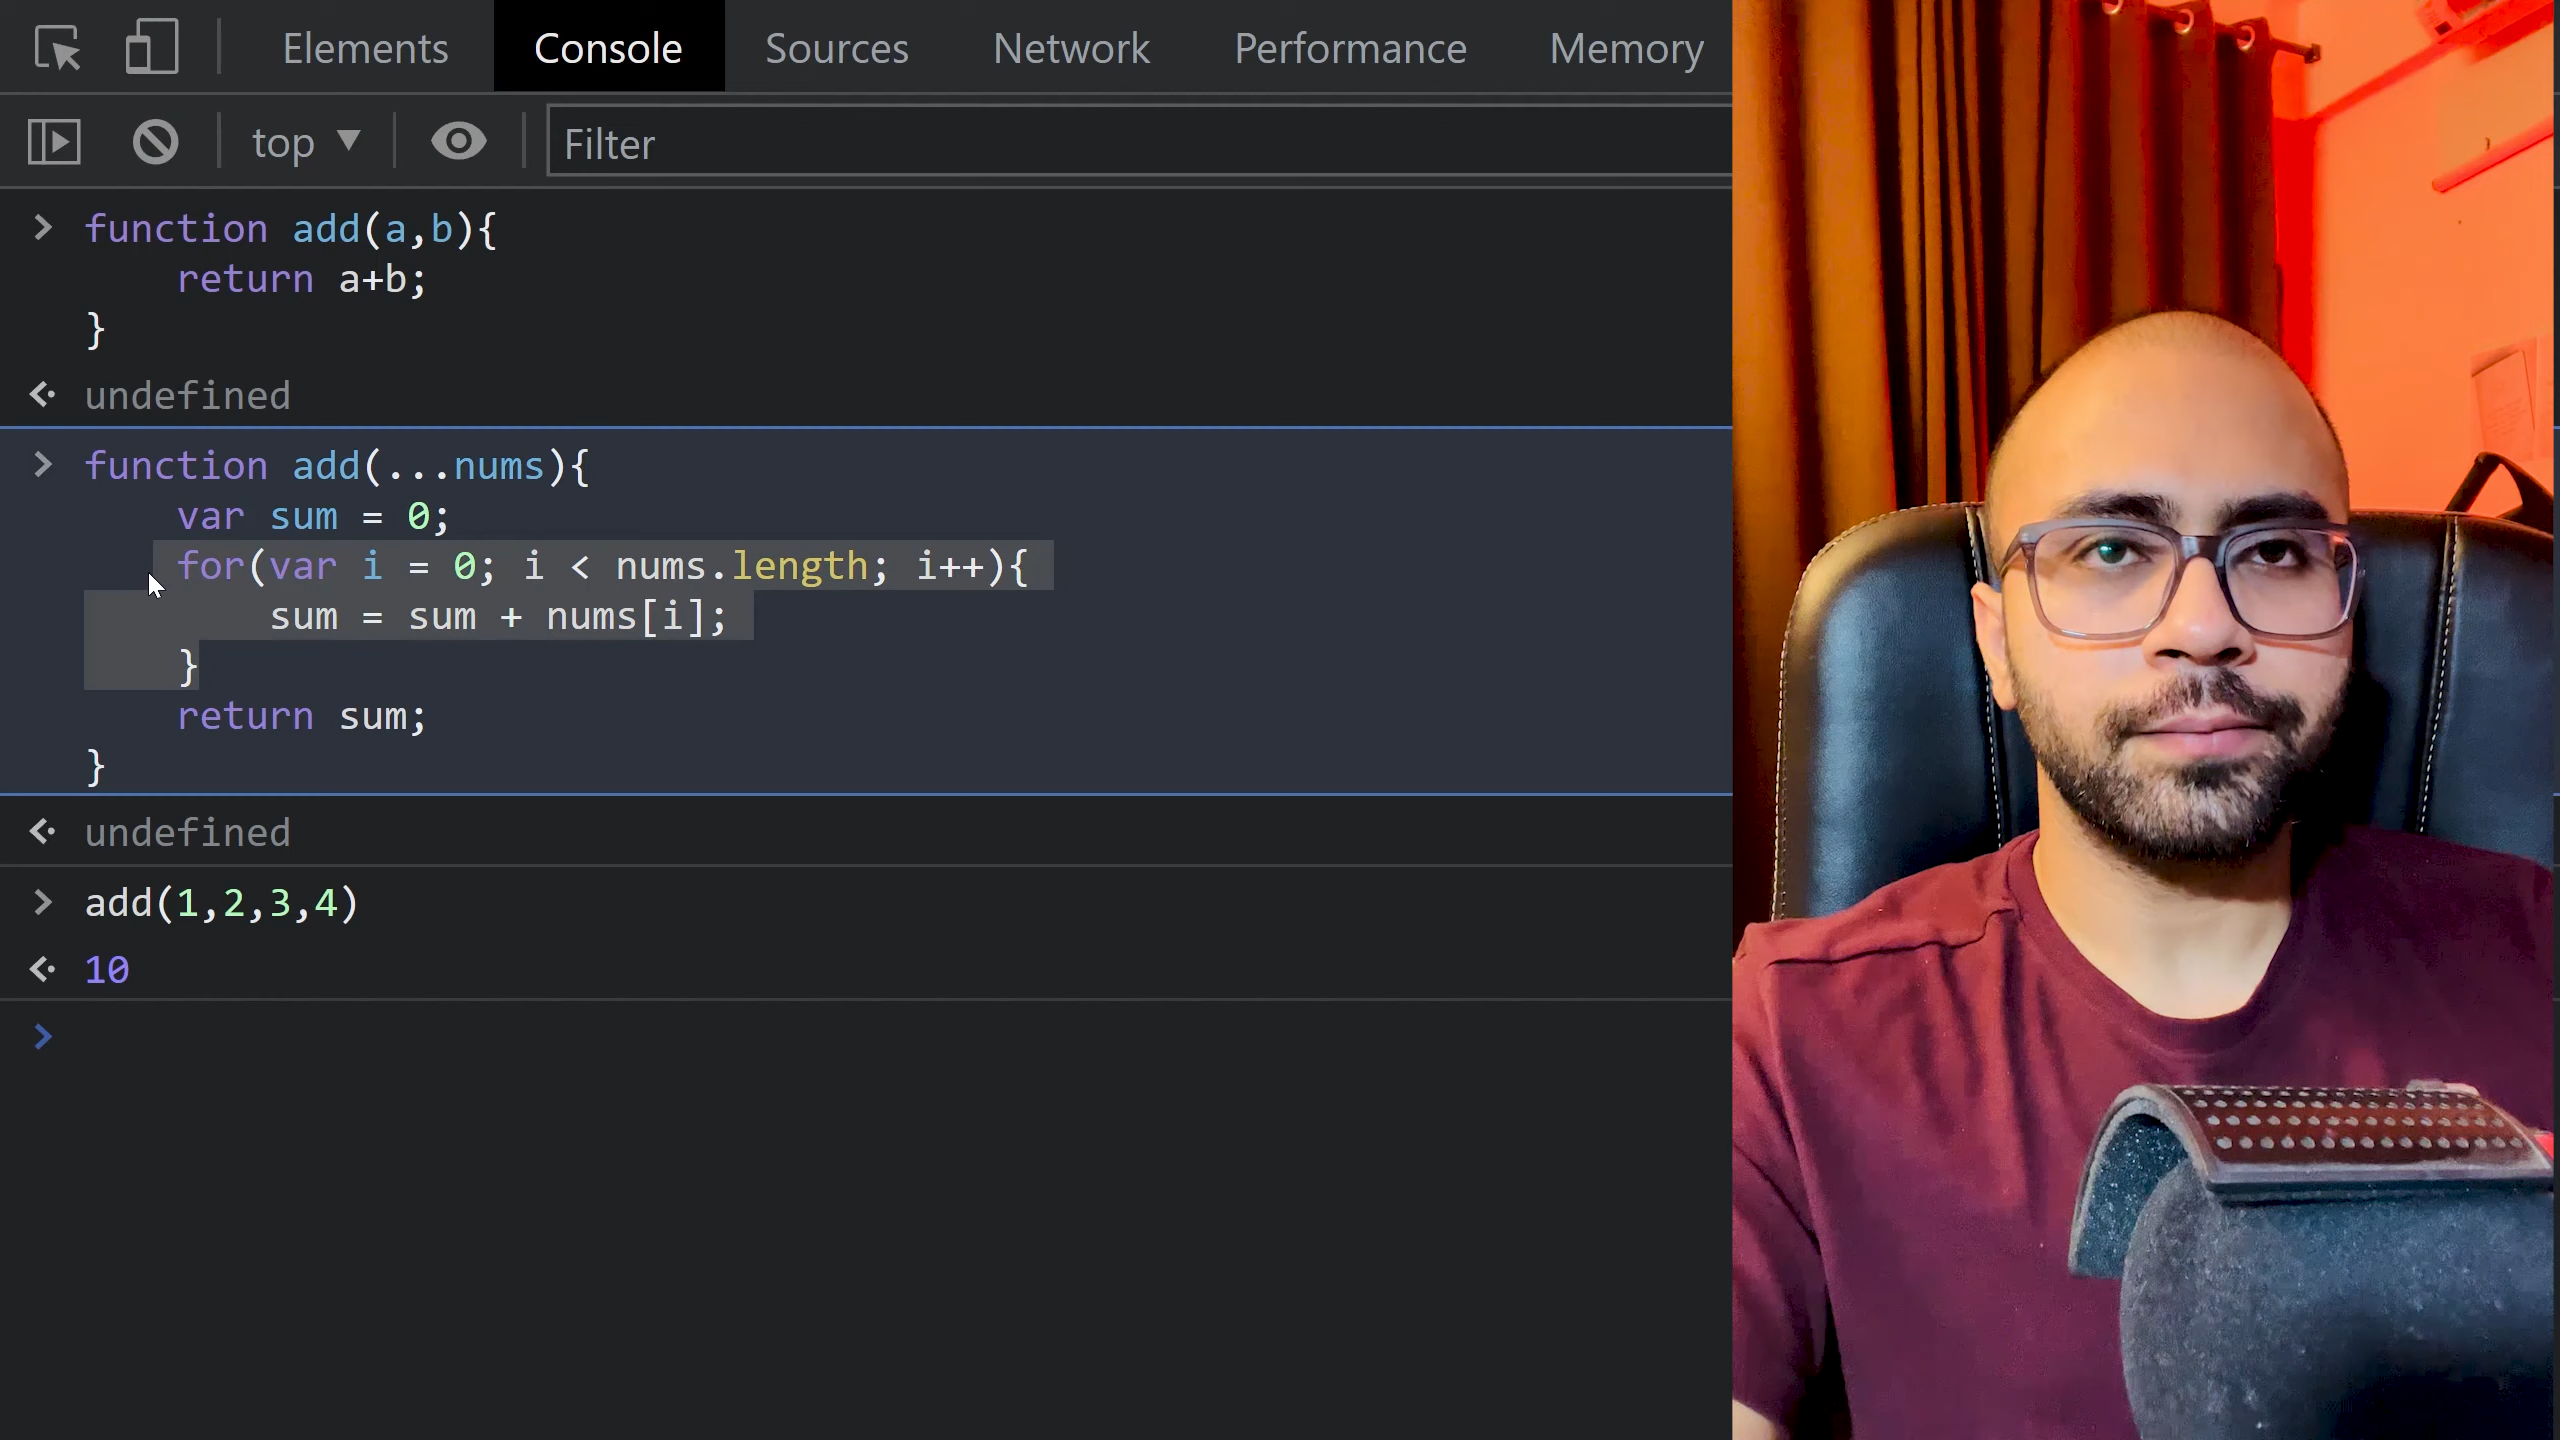 Elements Console Sources Network Performance Memory
top Filter
function add(a,b){
return a+b;
}
undefined
function add(...nums){
var sum = 0;
for(var i = 0; i < nums.length; i++){
sum = sum + nums[i];
}
return sum;
}
undefined
add(1,2,3,4)
10